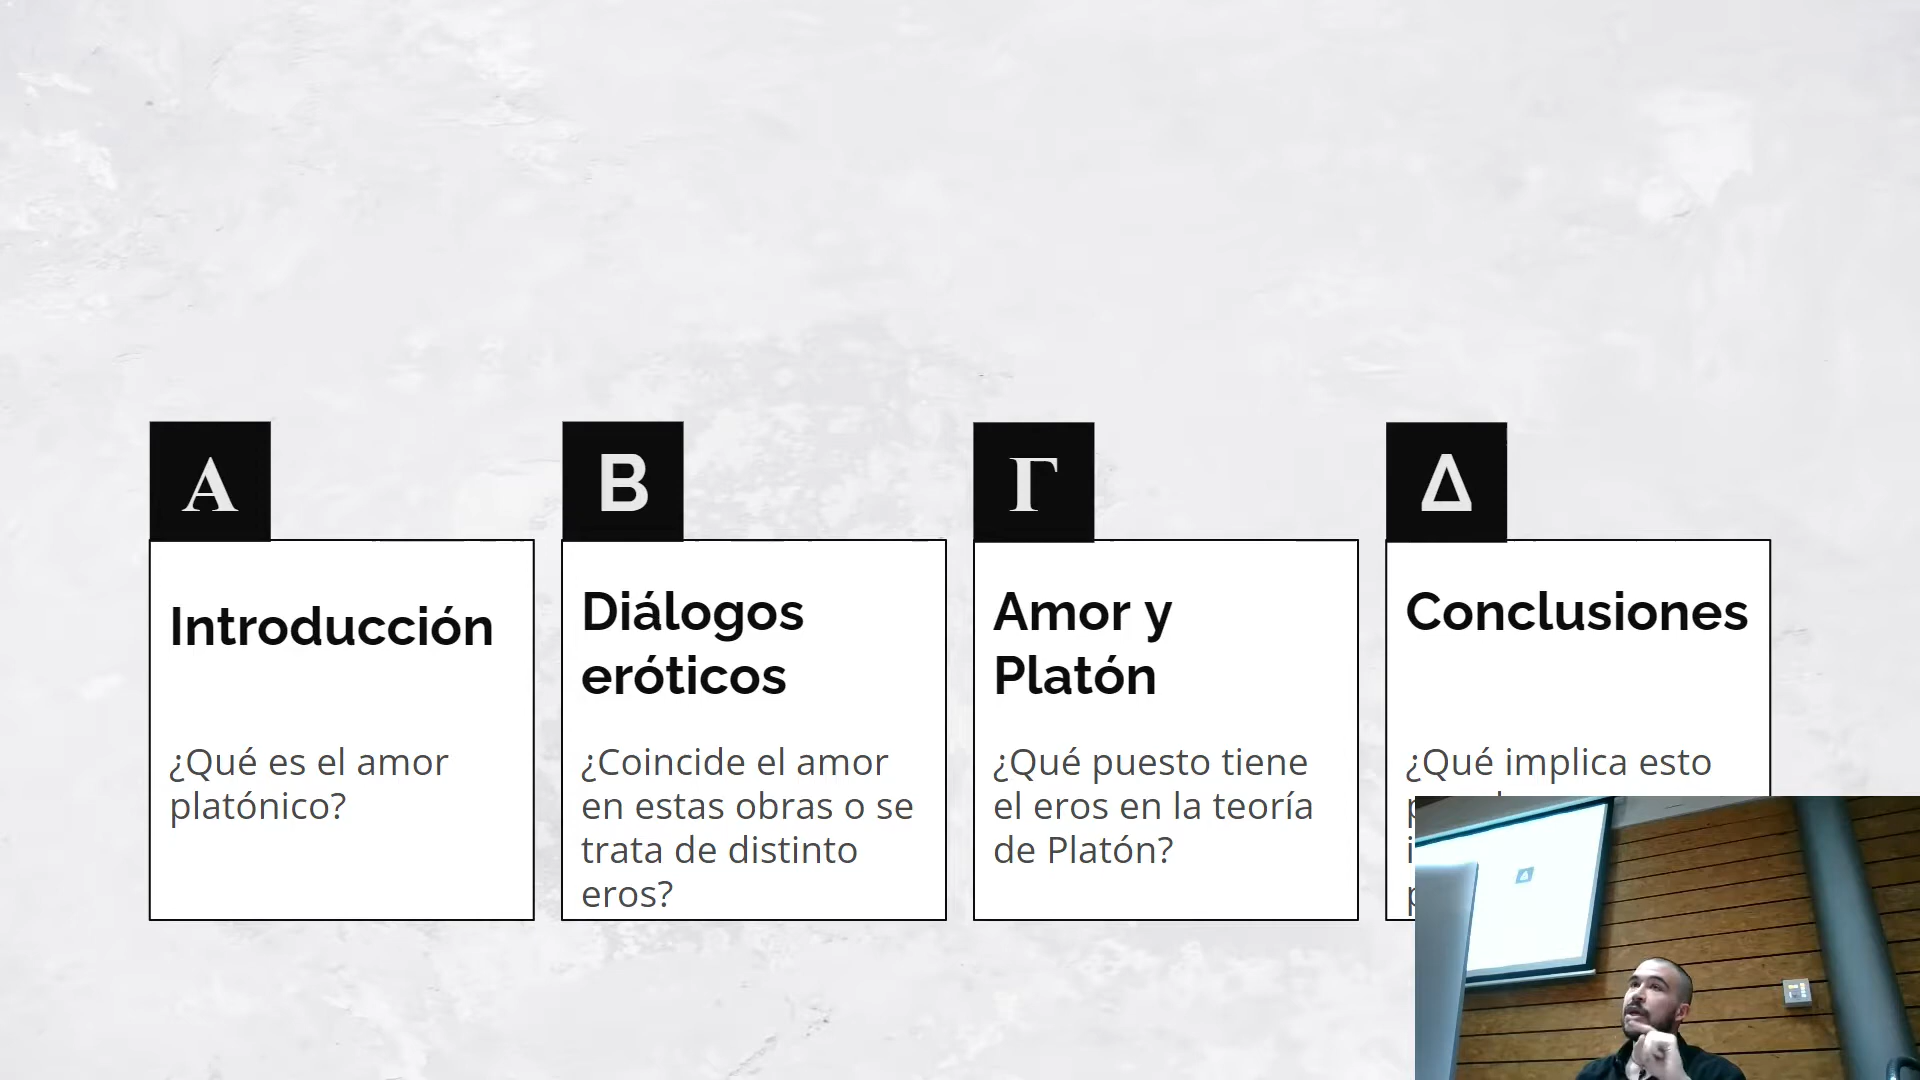 Α
Introducción
¿Qué es el amor
platónico?
Β
Diálogos
eróticos
¿Coincide el amor
en estas obras o se
trata de distinto
eros?
Γ
Amor y
Platón
¿Qué puesto tiene
el eros en la teoría
de Platón?
Δ
Conclusiones
¿Qué implica esto